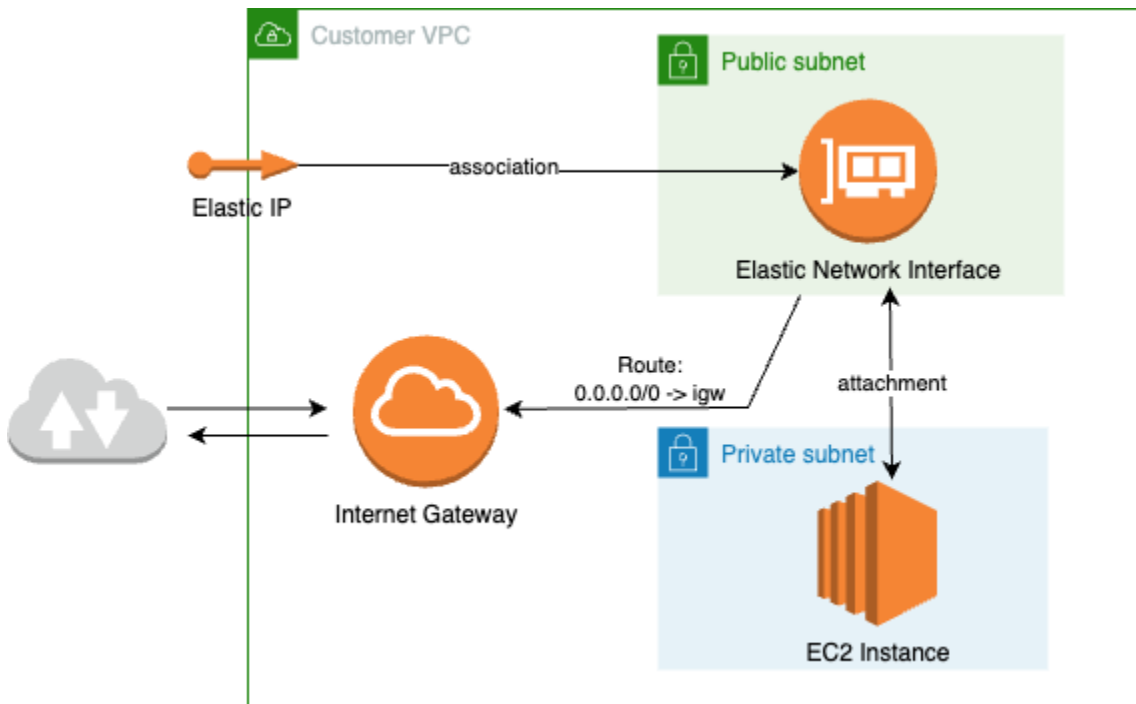 Customer VPC
Public subnet
association
Elastic IP
Elastic Network Interface
Route:
0.0.0.0/0 -> igw
attachment
Private subnet
Internet Gateway
EC2 Instance